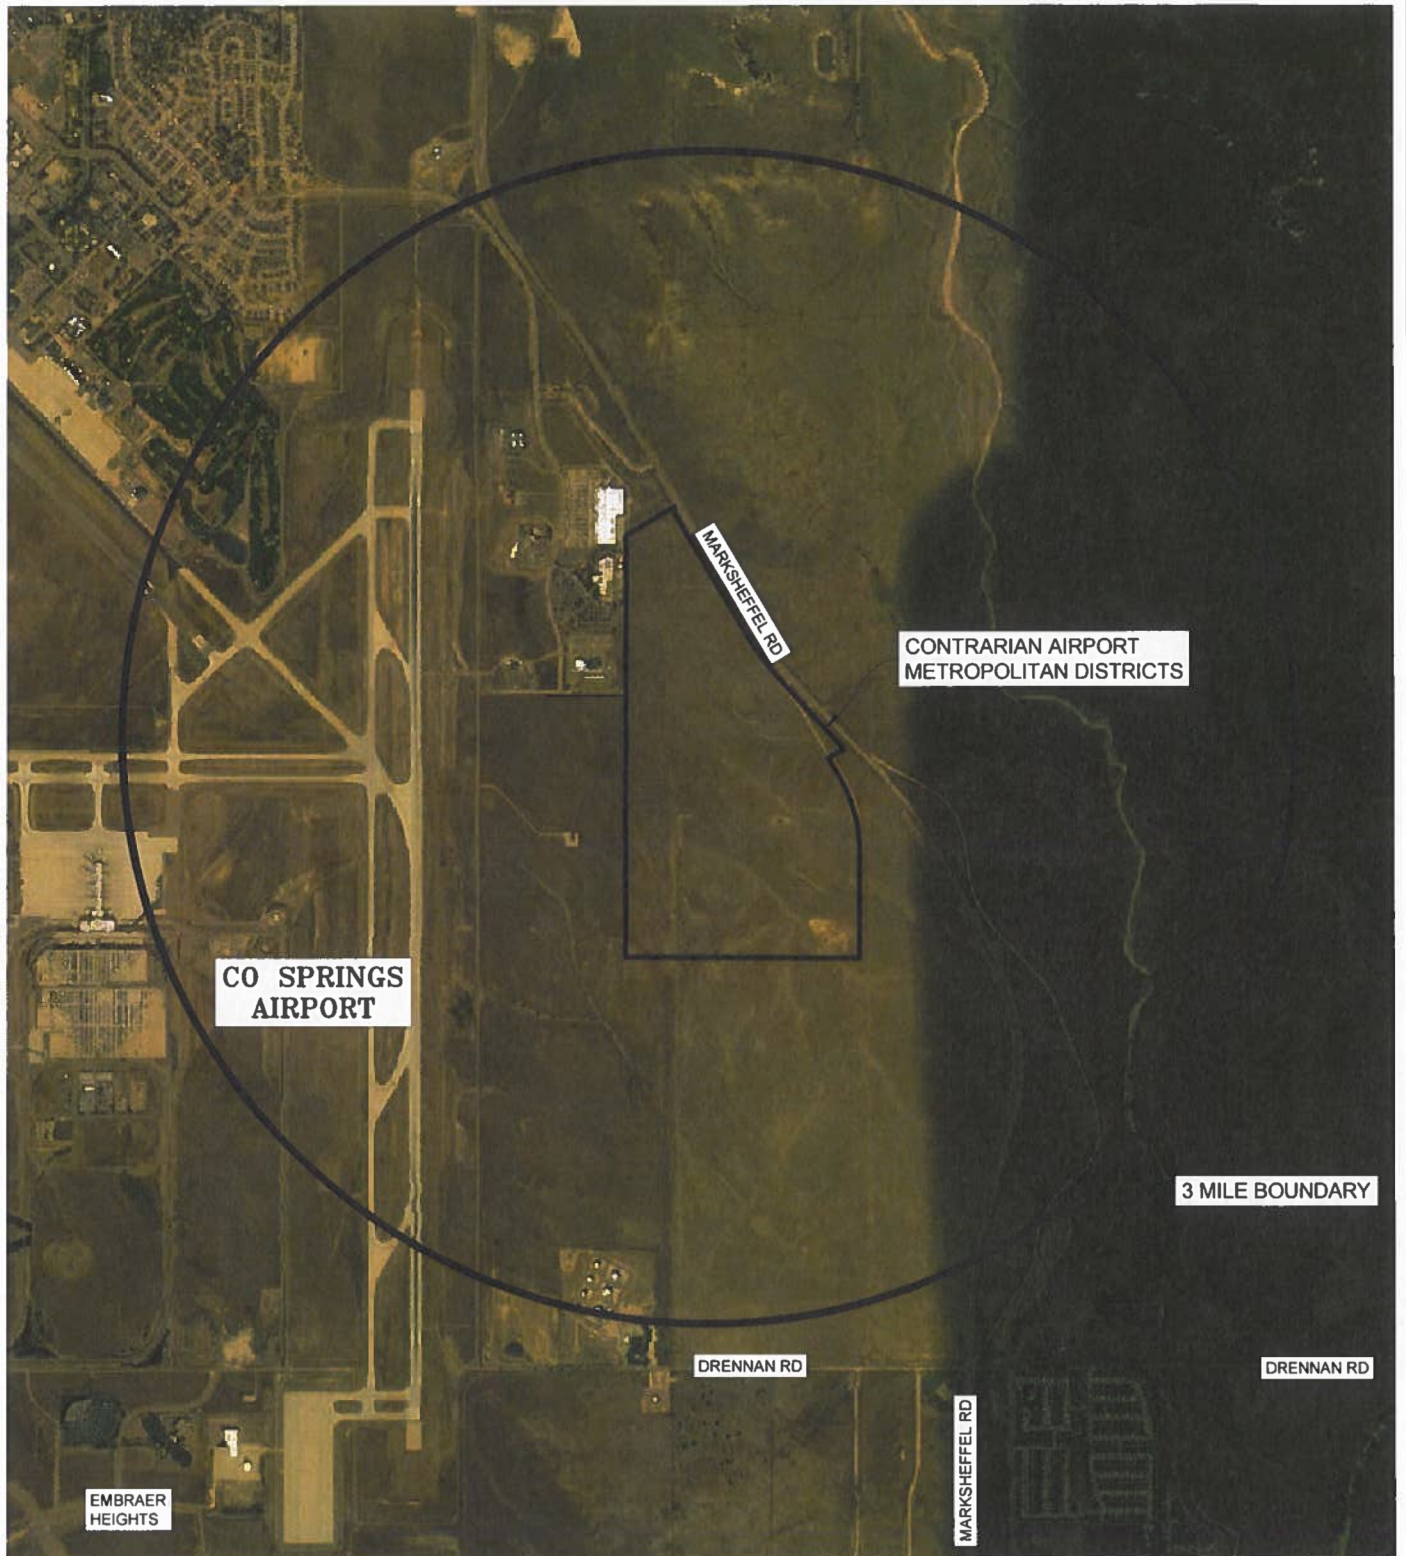 MARKSHEFFEL RD
CONTRARIAN AIRPORT
METROPOLITAN DISTRICTS
CO SPRINGS
AIRPORT
3 MILE BOUNDARY
DRENNAN RD
DRENNAN RD
MARKSHEFFEL RD
EMBRAER
HEIGHTS